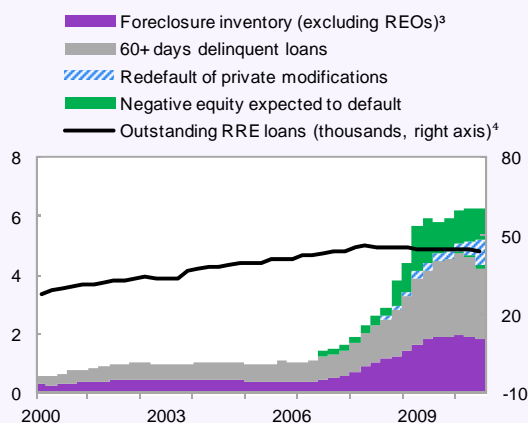 Foreclosure inventory (excluding REOs)³
60+ days delinquent loans
Redefault of private modifications
Negative equity expected to default
Outstanding RRE loans (thousands, right axis)⁴
8 80
6 50
4 20
2
0 -10
2000 2003 2006 2009